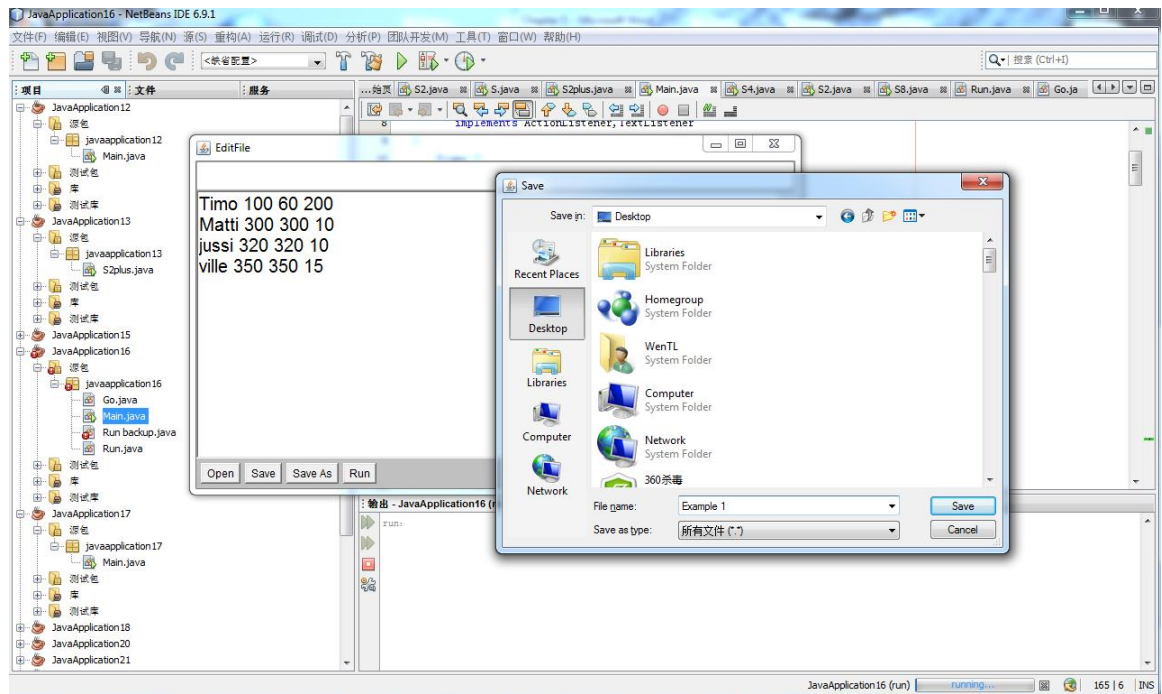 JavaApplication16 - NetBeans IDE 6.9.1
文件(F) 编辑(E) 视图(V) 导航(N) 源(S) 重构(A) 运行(R) 调试(D) 分析(P) 团队开发(M) 工具(T) 窗口(W) 帮助(H)
<缺省配置>
搜索 (Ctrl+I)
项目 文件 服务
...始页 S2.java S.java S2plus.java Main.java S4.java S2.java S8.java Run.java Go.ja
JavaApplication12
源包
javaapplication12
Main.java
测试包
库
测试库
JavaApplication13
源包
javaapplication13
S2plus.java
测试包
库
测试库
JavaApplication15
JavaApplication16
源包
javaapplication16
Go.java
Main.java
Run backup.java
Run.java
测试包
库
测试库
JavaApplication17
源包
javaapplication17
Main.java
测试包
库
测试库
JavaApplication18
JavaApplication20
JavaApplication21
8 implements ActionListener,TextListener
EditFile
Timo 100 60 200
Matti 300 300 10
jussi 320 320 10
ville 350 350 15
Open Save Save As Run
Save
Save in: Desktop
Recent Places
Desktop
Libraries
Computer
Network
Libraries
System Folder
Homegroup
System Folder
WenTL
System Folder
Computer
System Folder
Network
System Folder
360杀毒
File name: Example 1 Save
Save as type: 所有文件 (*.*) Cancel
输出 - JavaApplication16 (r
run:
JavaApplication16 (run) running... 165 | 6 INS